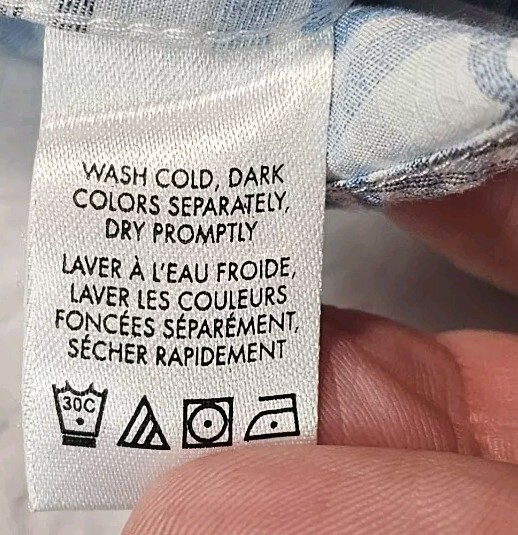 WASH COLD, DARK
COLORS SEPARATELY,
DRY PROMPTLY
LAVER À L'EAU FROIDE,
LAVER LES COULEURS
FONCÉES SÉPARÉMENT,
SÉCHER RAPIDEMENT
30C